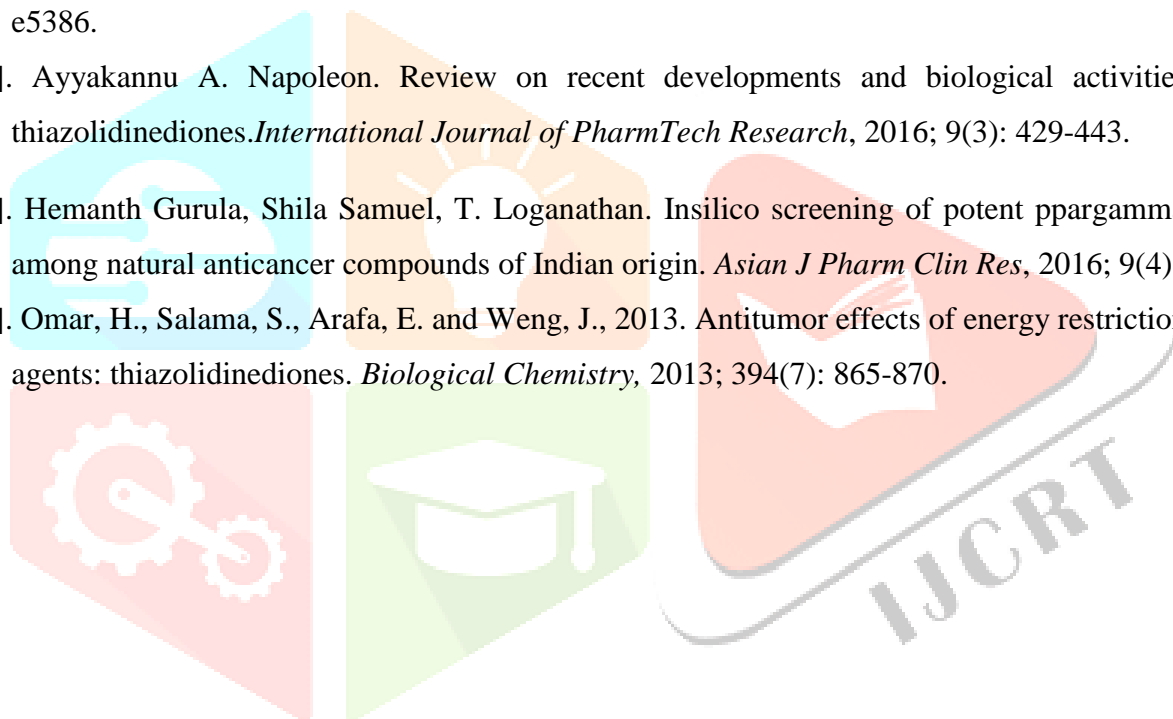 e5386.
]. Ayyakannu A. Napoleon. Review on recent developments and biological activitie
thiazolidinediones.International Journal of PharmTech Research, 2016; 9(3): 429-443.
]. Hemanth Gurula, Shila Samuel, T. Loganathan. Insilico screening of potent ppargamm
among natural anticancer compounds of Indian origin. Asian J Pharm Clin Res, 2016; 9(4)
]. Omar, H., Salama, S., Arafa, E. and Weng, J., 2013. Antitumor effects of energy restriction
agents: thiazolidinediones. Biological Chemistry, 2013; 394(7): 865-870.
IJCRT